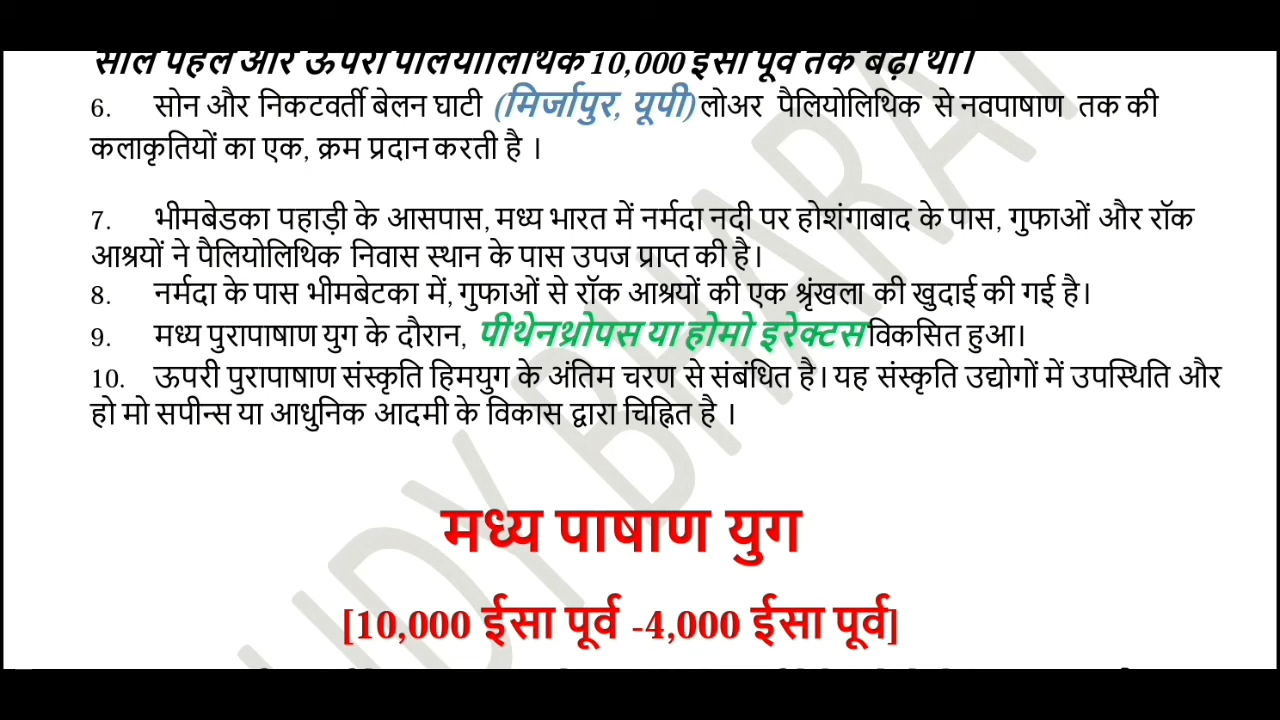 साल पहले और ऊपरी पालयोलिथिक 10,000 ईसा पूर्व तक बढ़ा था।
6. सोन और निकटवर्ती बेलन घाटी (मिर्जापुर, यूपी) लोअर पैलियोलिथिक से नवपाषाण तक की
कलाकृतियों का एक, क्रम प्रदान करती है ।
7. भीमबेडका पहाड़ी के आसपास, मध्य भारत में नर्मदा नदी पर होशंगाबाद के पास, गुफाओं और रॉक
आश्रयों ने पैलियोलिथिक निवास स्थान के पास उपज प्राप्त की है।
8. नर्मदा के पास भीमबेटका में, गुफाओं से रॉक आश्रयों की एक श्रृंखला की खुदाई की गई है।
9. मध्य पुरापाषाण युग के दौरान, पीथेनथ्रोपस या होमो इरेक्टस विकसित हुआ।
10. ऊपरी पुरापाषाण संस्कृति हिमयुग के अंतिम चरण से संबंधित है। यह संस्कृति उद्योगों में उपस्थिति और
हो मो सपीन्स या आधुनिक आदमी के विकास द्वारा चिह्नित है ।
मध्य पाषाण युग
[10,000 ईसा पूर्व -4,000 ईसा पूर्व]